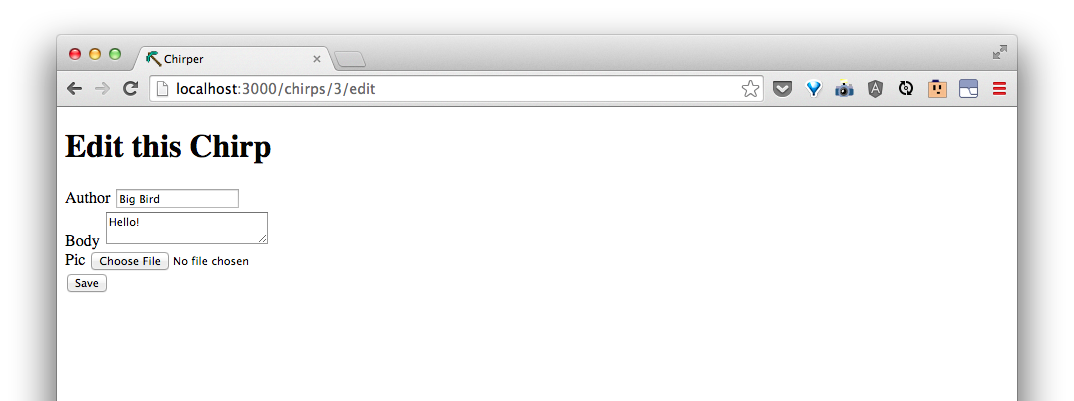 Chirper
localhost:3000/chirps/3/edit
Edit this Chirp
Author Big Bird
Body Hello!
Pic Choose File No file chosen
Save